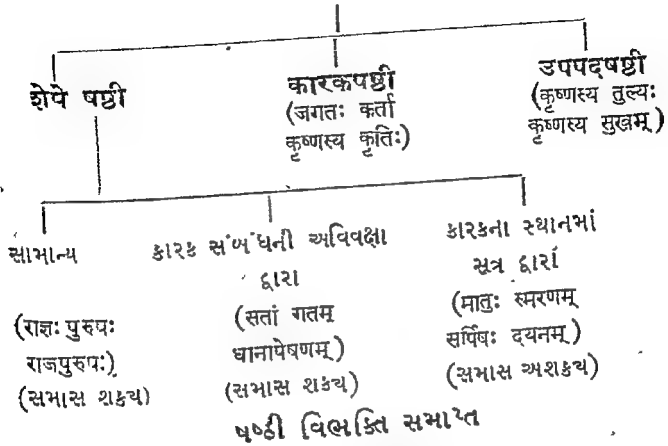 शेषे षष्ठी
कारकषष्ठी
(जगतः कर्ता
कृष्णस्य कृतिः)
उपपदषष्ठी
(कृष्णस्य तुल्यः
कृष्णस्य सुखम्)
સામાન્ય
(राज्ञः पुरुषः
राजपुरुषः)
(સમાસ શક્ય)
કારક સંબંધની અવિવક્ષા
દ્વારા
(सतां गतम्
धानापेषणम्)
(સમાસ શક્ય)
કારકના સ્થાનમાં
સૂત્ર દ્વારા
(मातुः स्मरणम्
सर्पिषः दयनम्)
(સમાસ અશક્ય)
ષષ્ઠી વિભક્તિ સમાપ્ત